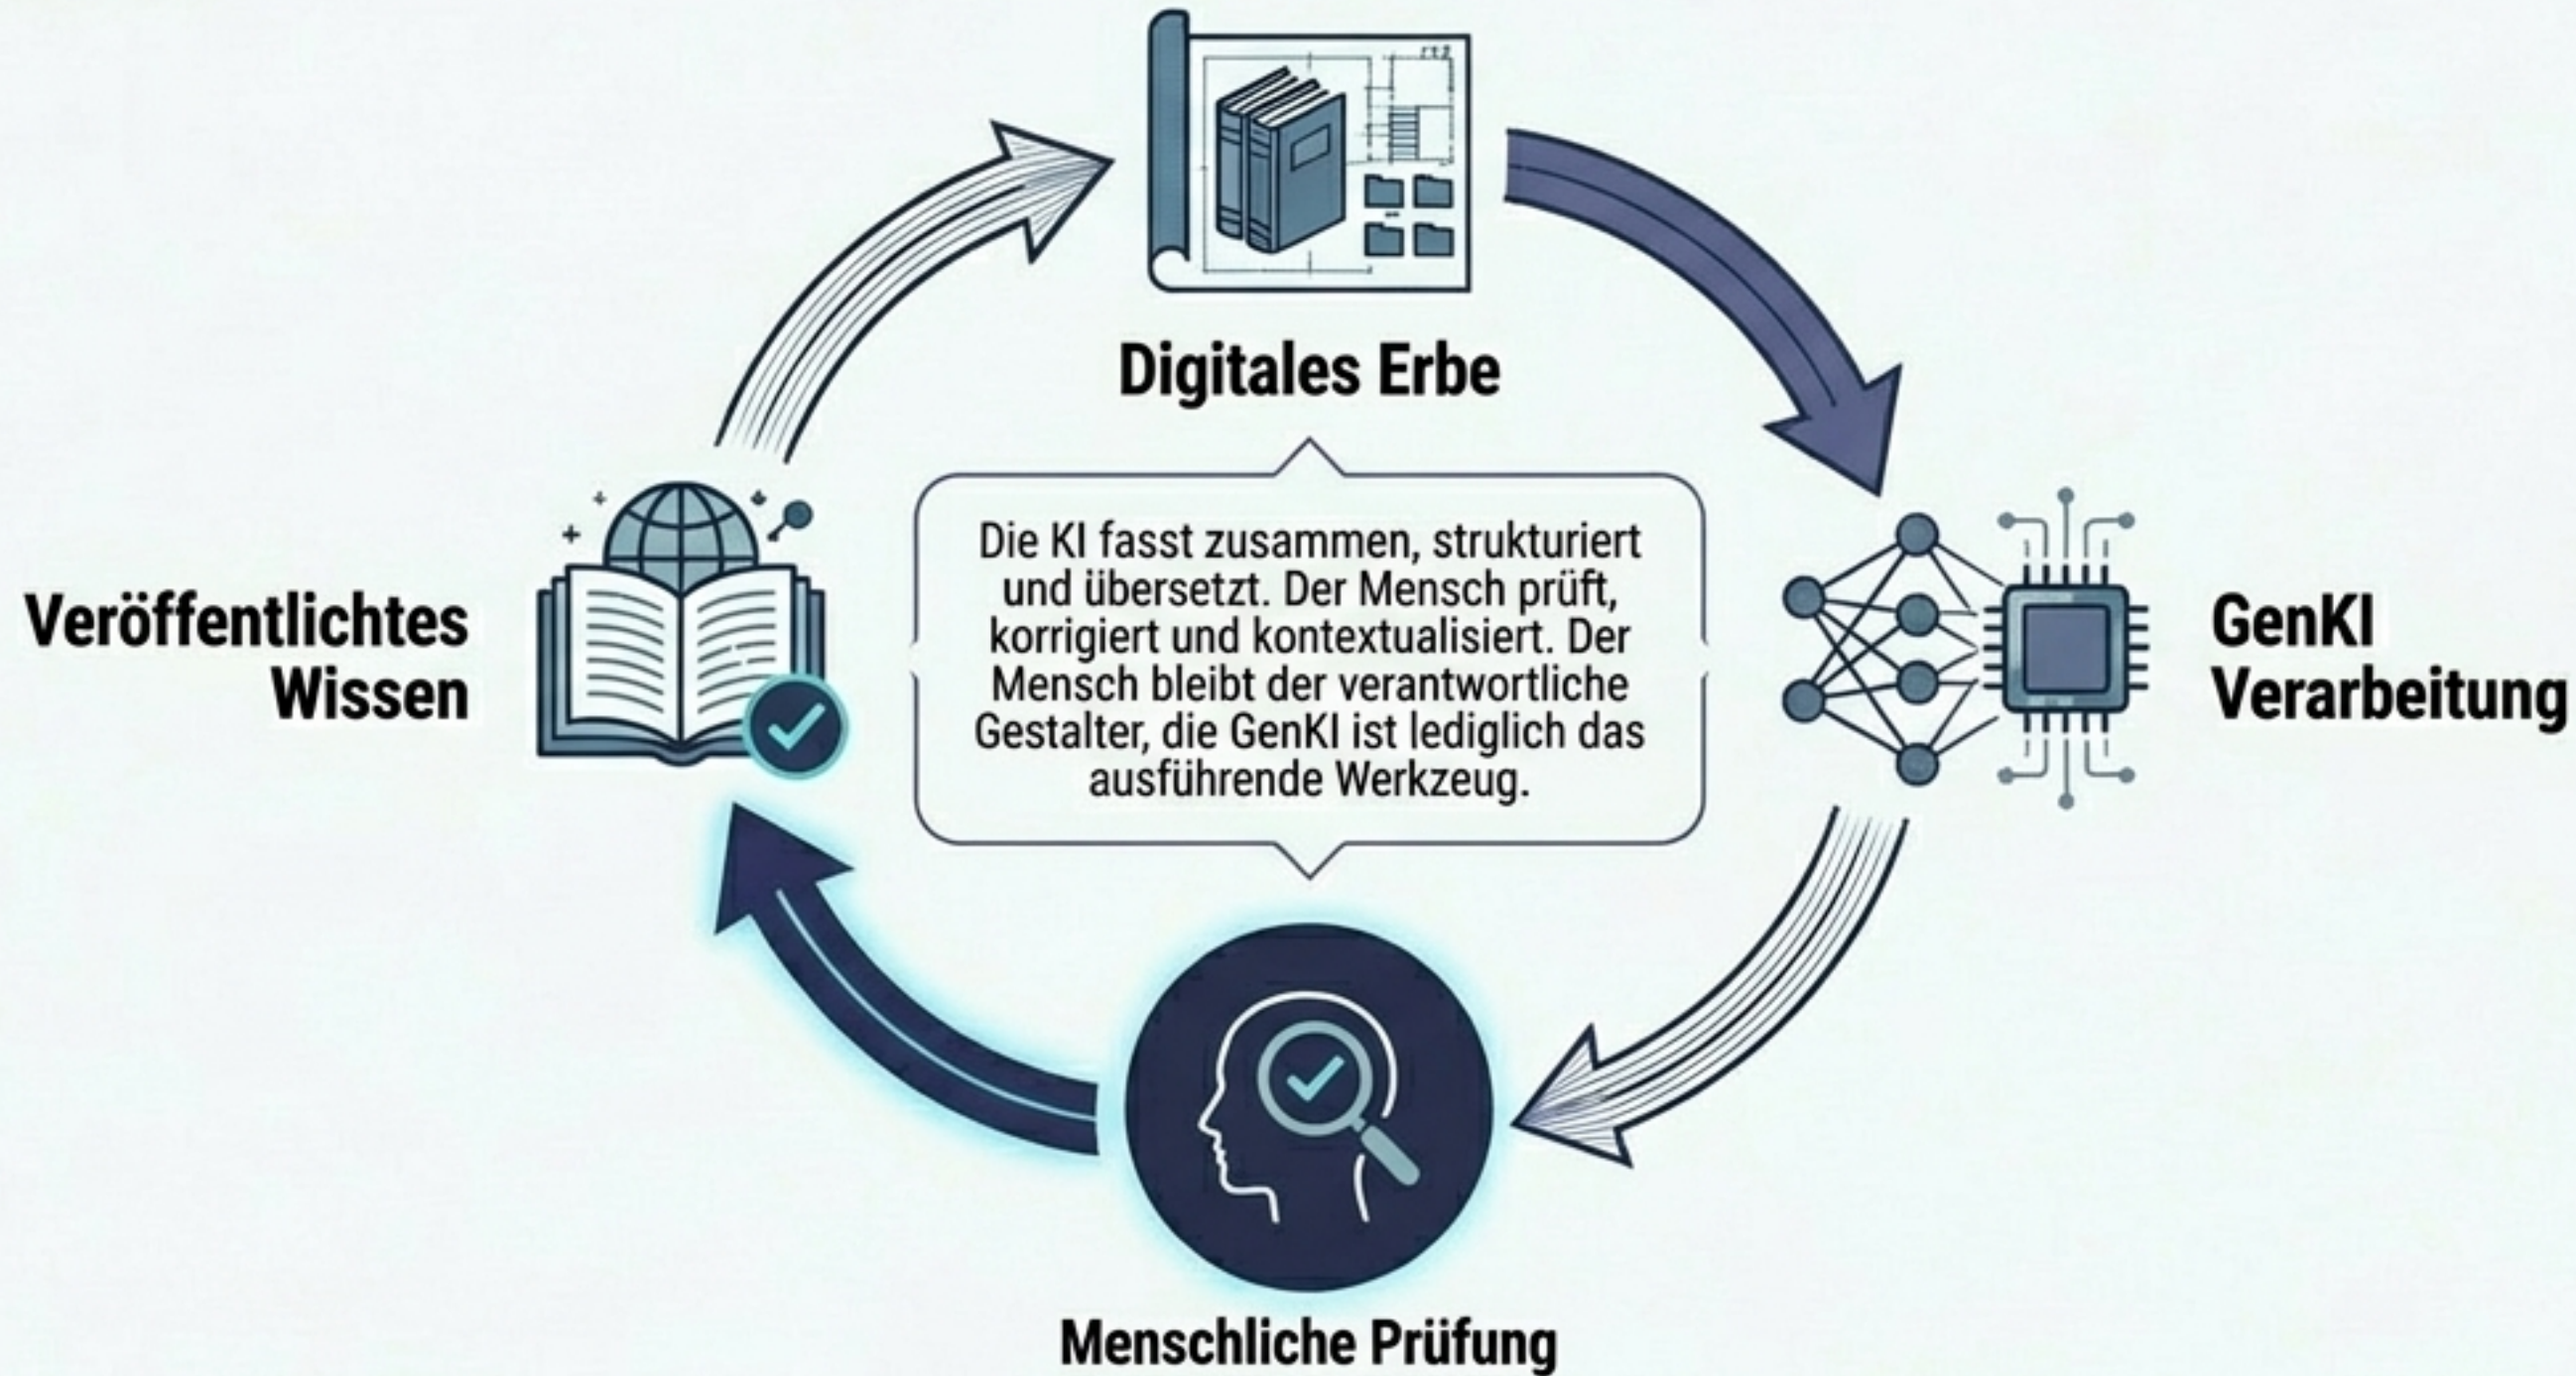 Digitales Erbe
Veröffentlichtes
Wissen
Die KI fasst zusammen, strukturiert
und übersetzt. Der Mensch prüft,
korrigiert und kontextualisiert. Der
Mensch bleibt der verantwortliche
Gestalter, die GenKI ist lediglich das
ausführende Werkzeug.
GenKI
Verarbeitung
Menschliche Prüfung